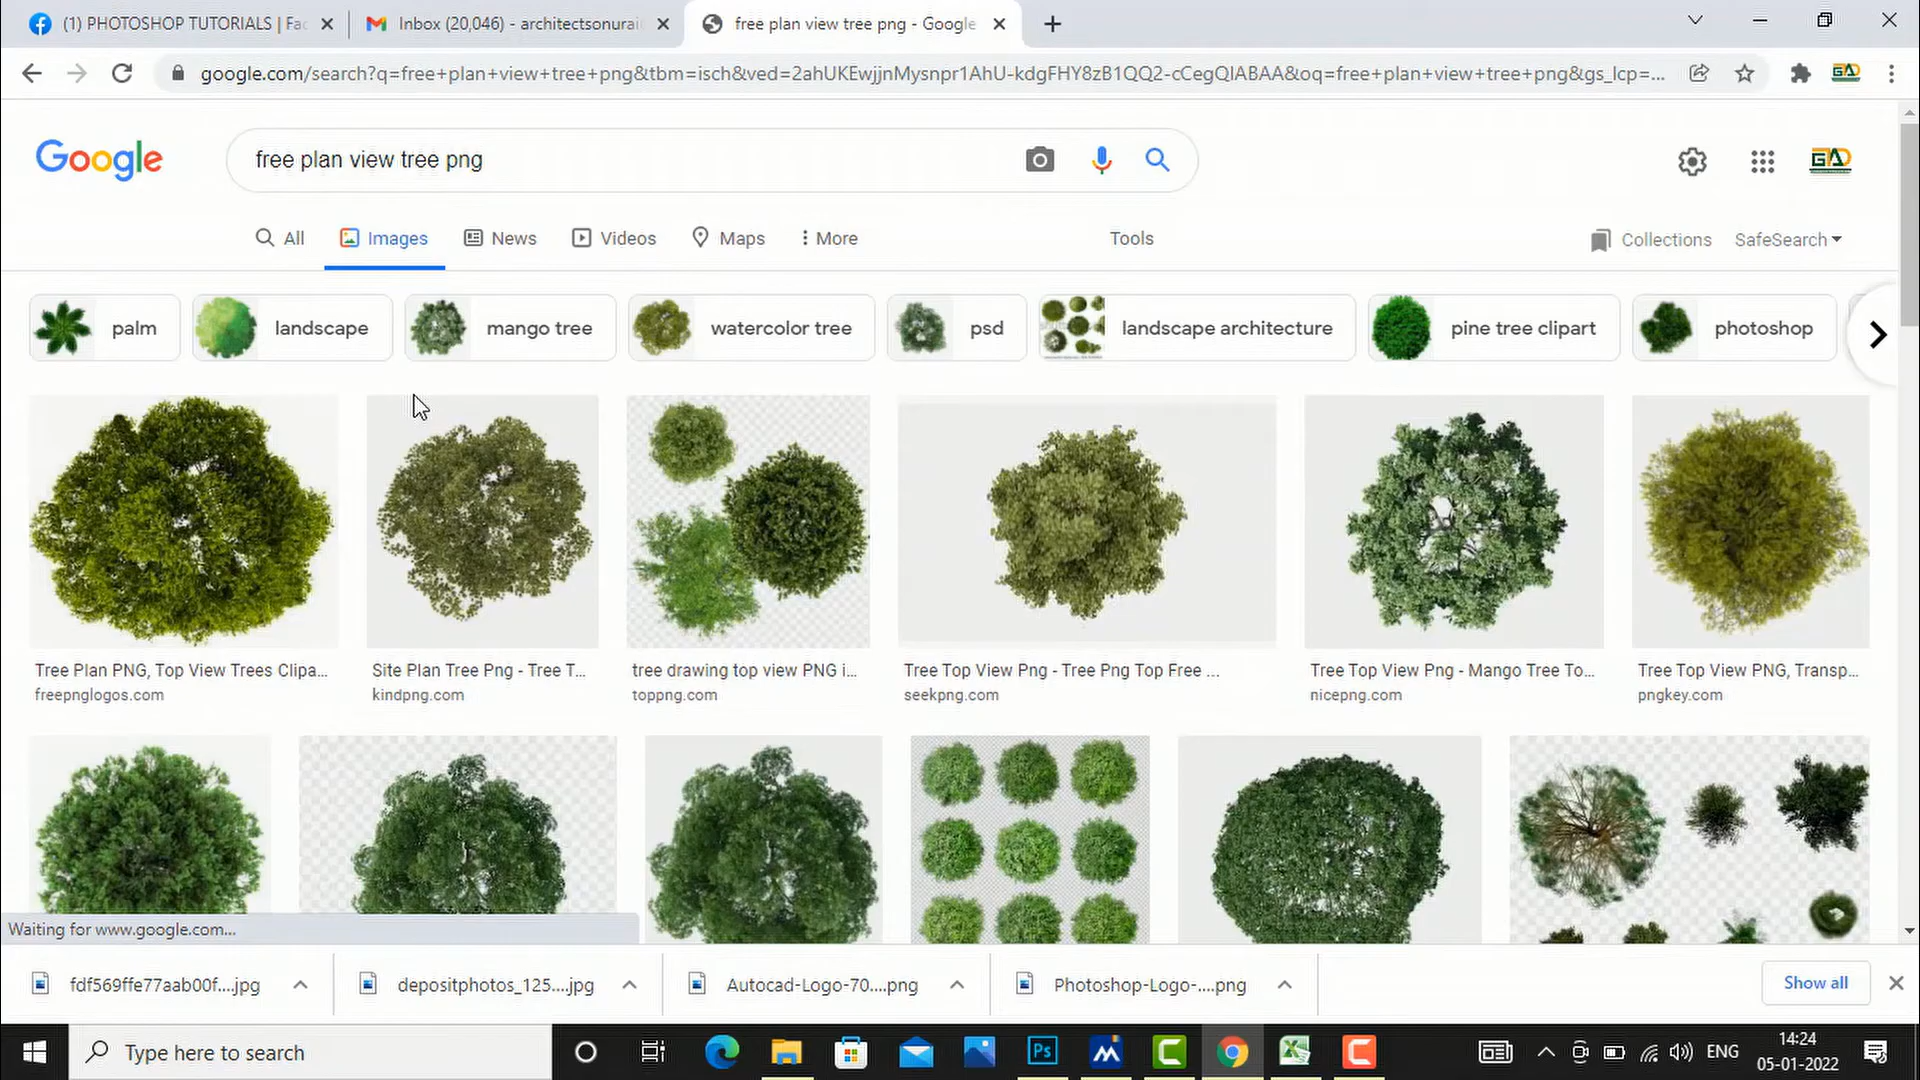 (1) PHOTOSHOP TUTORIALS | Fac
Inbox (20,046) - architectsonurai
free plan view tree png - Google
google.com/search?q=free+plan+view+tree+png&tbm=isch&ved=2ahUKEwjjnMysnpr1AhU-kdgFHY8zB1QQ2-cCegQIABAA&oq=free+plan+view+tree+png&gs_lcp=...
GAD
Google
free plan view tree png
GAD
All
Images
News
Videos
Maps
More
Tools
Collections
SafeSearch
palm
landscape
mango tree
watercolor tree
psd
landscape architecture
pine tree clipart
photoshop
Tree Plan PNG, Top View Trees Clipa...
freepnglogos.com
Site Plan Tree Png - Tree T...
kindpng.com
tree drawing top view PNG i...
toppng.com
Tree Top View Png - Tree Png Top Free ...
seekpng.com
Tree Top View Png - Mango Tree To...
nicepng.com
Tree Top View PNG, Transp...
pngkey.com
Waiting for www.google.com...
fdf569ffe77aab00f....jpg
depositphotos_125....jpg
Autocad-Logo-70....png
Photoshop-Logo-....png
Show all
Type here to search
Ps
ENG
14:24
05-01-2022